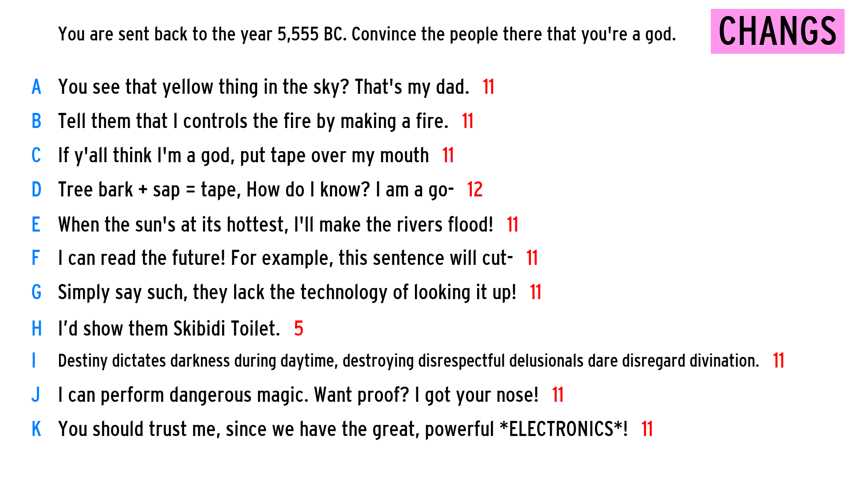 You are sent back to the year 5,555 BC. Convince the people there that you're a god.
CHANGS
A You see that yellow thing in the sky? That's my dad. 11
B Tell them that I controls the fire by making a fire. 11
C If y'all think I'm a god, put tape over my mouth 11
D Tree bark + sap = tape, How do I know? I am a go- 12
E When the sun's at its hottest, I'll make the rivers flood! 11
F I can read the future! For example, this sentence will cut- 11
G Simply say such, they lack the technology of looking it up! 11
H I’d show them Skibidi Toilet. 5
I Destiny dictates darkness during daytime, destroying disrespectful delusionals dare disregard divination. 11
J I can perform dangerous magic. Want proof? I got your nose! 11
K You should trust me, since we have the great, powerful *ELECTRONICS*! 11